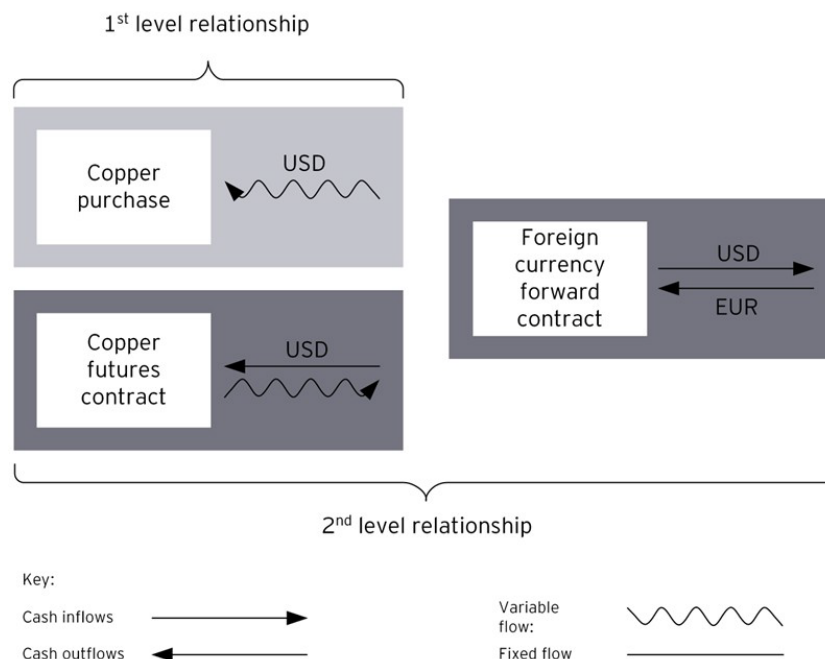 1st level relationship
Copper
purchase
USD
Copper
futures
contract
USD
Foreign
currency
forward
contract
USD
EUR
2nd level relationship
Key:
Cash inflows
Cash outflows
Variable
flow:
Fixed flow